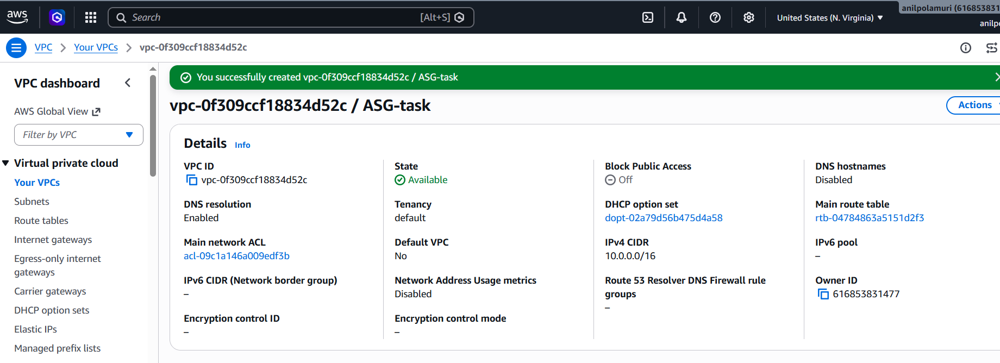 aws
Search
[Alt+S]
United States (N. Virginia)
anilpolamuri (616853831
VPC
Your VPCs
vpc-0f309ccf18834d52c
VPC dashboard
AWS Global View
Filter by VPC
Virtual private cloud
Your VPCs
Subnets
Route tables
Internet gateways
Egress-only internet
gateways
Carrier gateways
DHCP option sets
Elastic IPs
Managed prefix lists
You successfully created vpc-0f309ccf18834d52c / ASG-task
vpc-0f309ccf18834d52c / ASG-task
Actions
Details Info
VPC ID
vpc-0f309ccf18834d52c
State
Available
Block Public Access
Off
DNS hostnames
Disabled
DNS resolution
Enabled
Tenancy
default
DHCP option set
dopt-02a79d56b475d4a58
Main route table
rtb-04784863a5151d2f3
Main network ACL
acl-09c1a146a009edf3b
Default VPC
No
IPv4 CIDR
10.0.0.0/16
IPv6 pool
–
IPv6 CIDR (Network border group)
–
Network Address Usage metrics
Disabled
Route 53 Resolver DNS Firewall rule
groups
–
Owner ID
616853831477
Encryption control ID
–
Encryption control mode
–